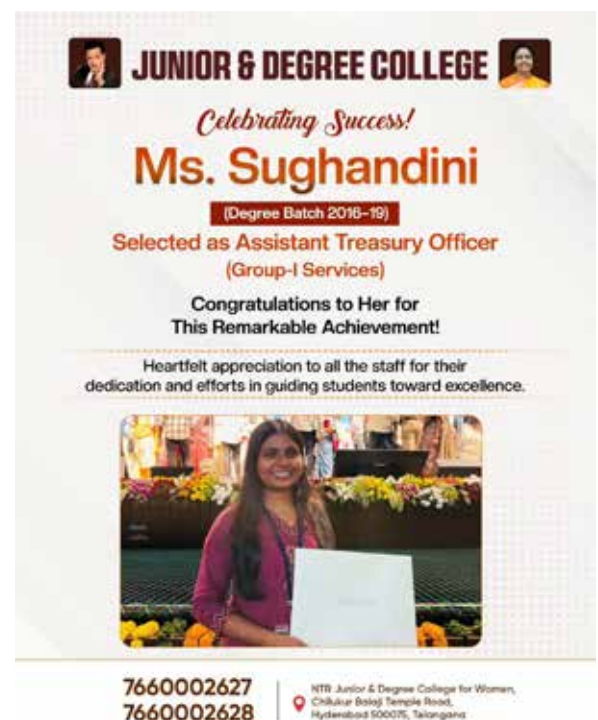 JUNIOR & DEGREE COLLEGE
Celebrating Success!
Ms. Sughandini
(Degree Batch 2016-19)
Selected as Assistant Treasury Officer
(Group-I Services)
Congratulations to Her for
This Remarkable Achievement!
Heartfelt appreciation to all the staff for their
dedication and efforts in guiding students toward excellence.
7660002627
7660002628
NTR Junior & Degree College for Women,
Chilukur Balaji Temple Road,
Hyderabad 500075, Telangana